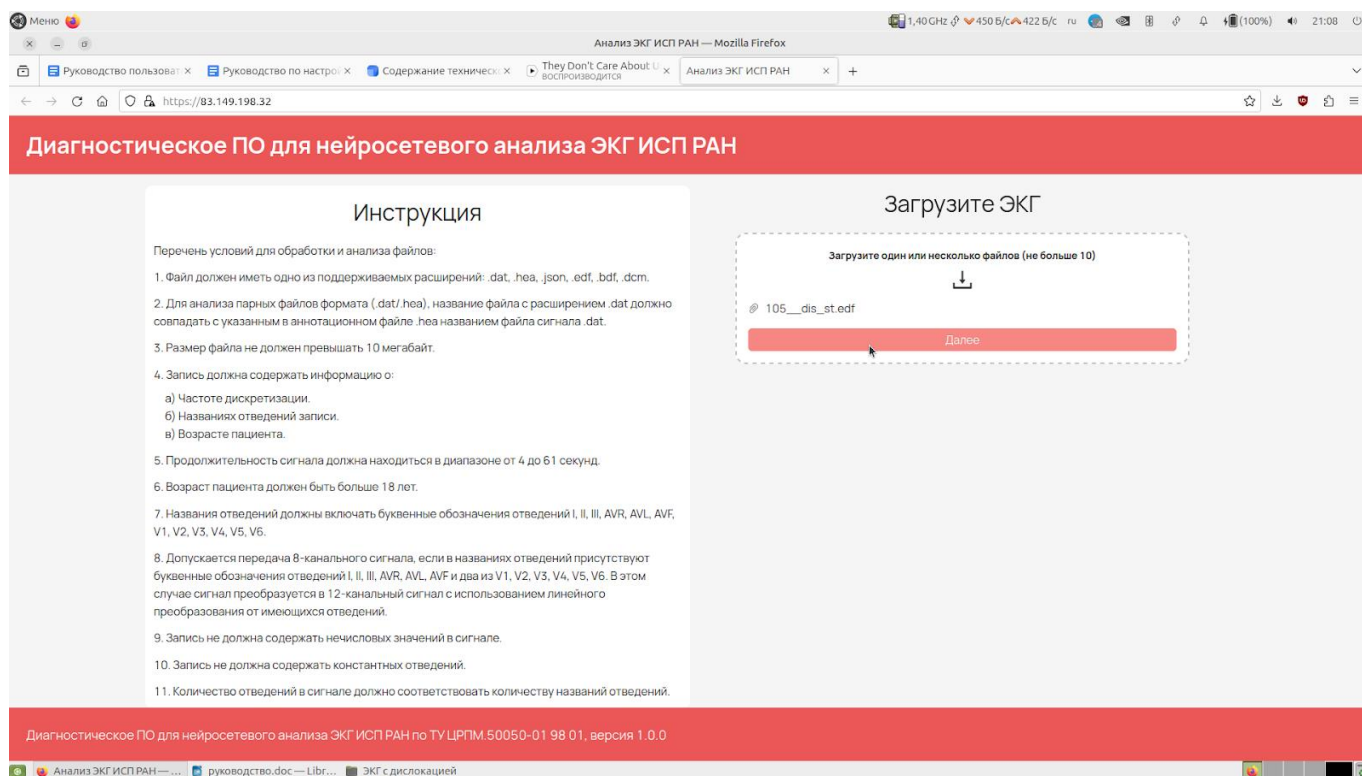 Меню
1,40 GHz 450 Б/с 422 Б/с ru (100%) 21:08
Анализ ЭКГ ИСП РАН — Mozilla Firefox
Руководство пользоват × Руководство по настрой × Содержание техническ × They Don't Care About U × Анализ ЭКГ ИСП РАН × +
ВОСПРОИЗВОДИТСЯ
https://83.149.198.32
Диагностическое ПО для нейросетевого анализа ЭКГ ИСП РАН
Инструкция
Перечень условий для обработки и анализа файлов:
1. Файл должен иметь одно из поддерживаемых расширений: .dat, .hea, .json, .edf, .bdf, .dcm.
2. Для анализа парных файлов формата (.dat/.hea), название файла с расширением .dat должно
совпадать с указанным в аннотационном файле .hea названием файла сигнала .dat.
3. Размер файла не должен превышать 10 мегабайт.
4. Запись должна содержать информацию о:
а) Частоте дискретизации.
б) Названиях отведений записи.
в) Возрасте пациента.
5. Продолжительность сигнала должна находиться в диапазоне от 4 до 61 секунд.
6. Возраст пациента должен быть больше 18 лет.
7. Названия отведений должны включать буквенные обозначения отведений I, II, III, AVR, AVL, AVF,
V1, V2, V3, V4, V5, V6.
8. Допускается передача 8-канального сигнала, если в названиях отведений присутствуют
буквенные обозначения отведений I, II, III, AVR, AVL, AVF и два из V1, V2, V3, V4, V5, V6. В этом
случае сигнал преобразуется в 12-канальный сигнал с использованием линейного
преобразования от имеющихся отведений.
9. Запись не должна содержать нечисловых значений в сигнале.
10. Запись не должна содержать константных отведений.
11. Количество отведений в сигнале должно соответствовать количеству названий отведений.
Загрузите ЭКГ
Загрузите один или несколько файлов (не больше 10)
105__dis_st.edf
Далее
Диагностическое ПО для нейросетевого анализа ЭКГ ИСП РАН по ТУ ЦРПМ.50050-01 98 01, версия 1.0.0
Анализ ЭКГ ИСП РАН — ... руководство.doc — Libr... ЭКГ с дислокацией